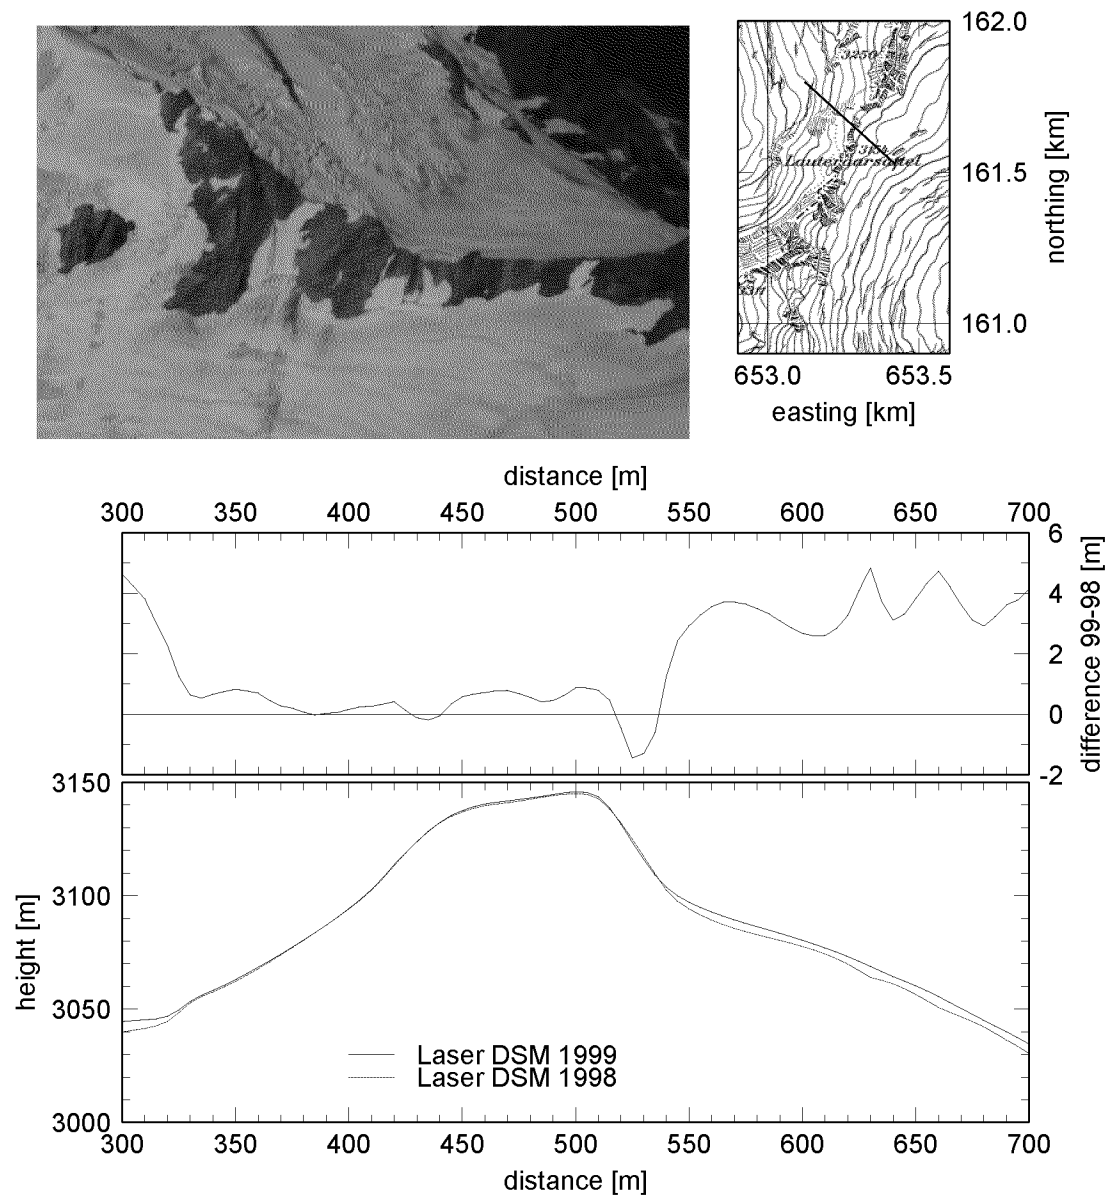 162.0
3250
3154
Lauteraarsattel
161.5
northing [km]
161.0
653.0 653.5
easting [km]
distance [m]
300 350 400 450 500 550 600 650 700
6
4
2
0
-2
difference 99-98 [m]
3150
3100
3050
3000
height [m]
Laser DSM 1999
Laser DSM 1998
300 350 400 450 500 550 600 650 700
distance [m]